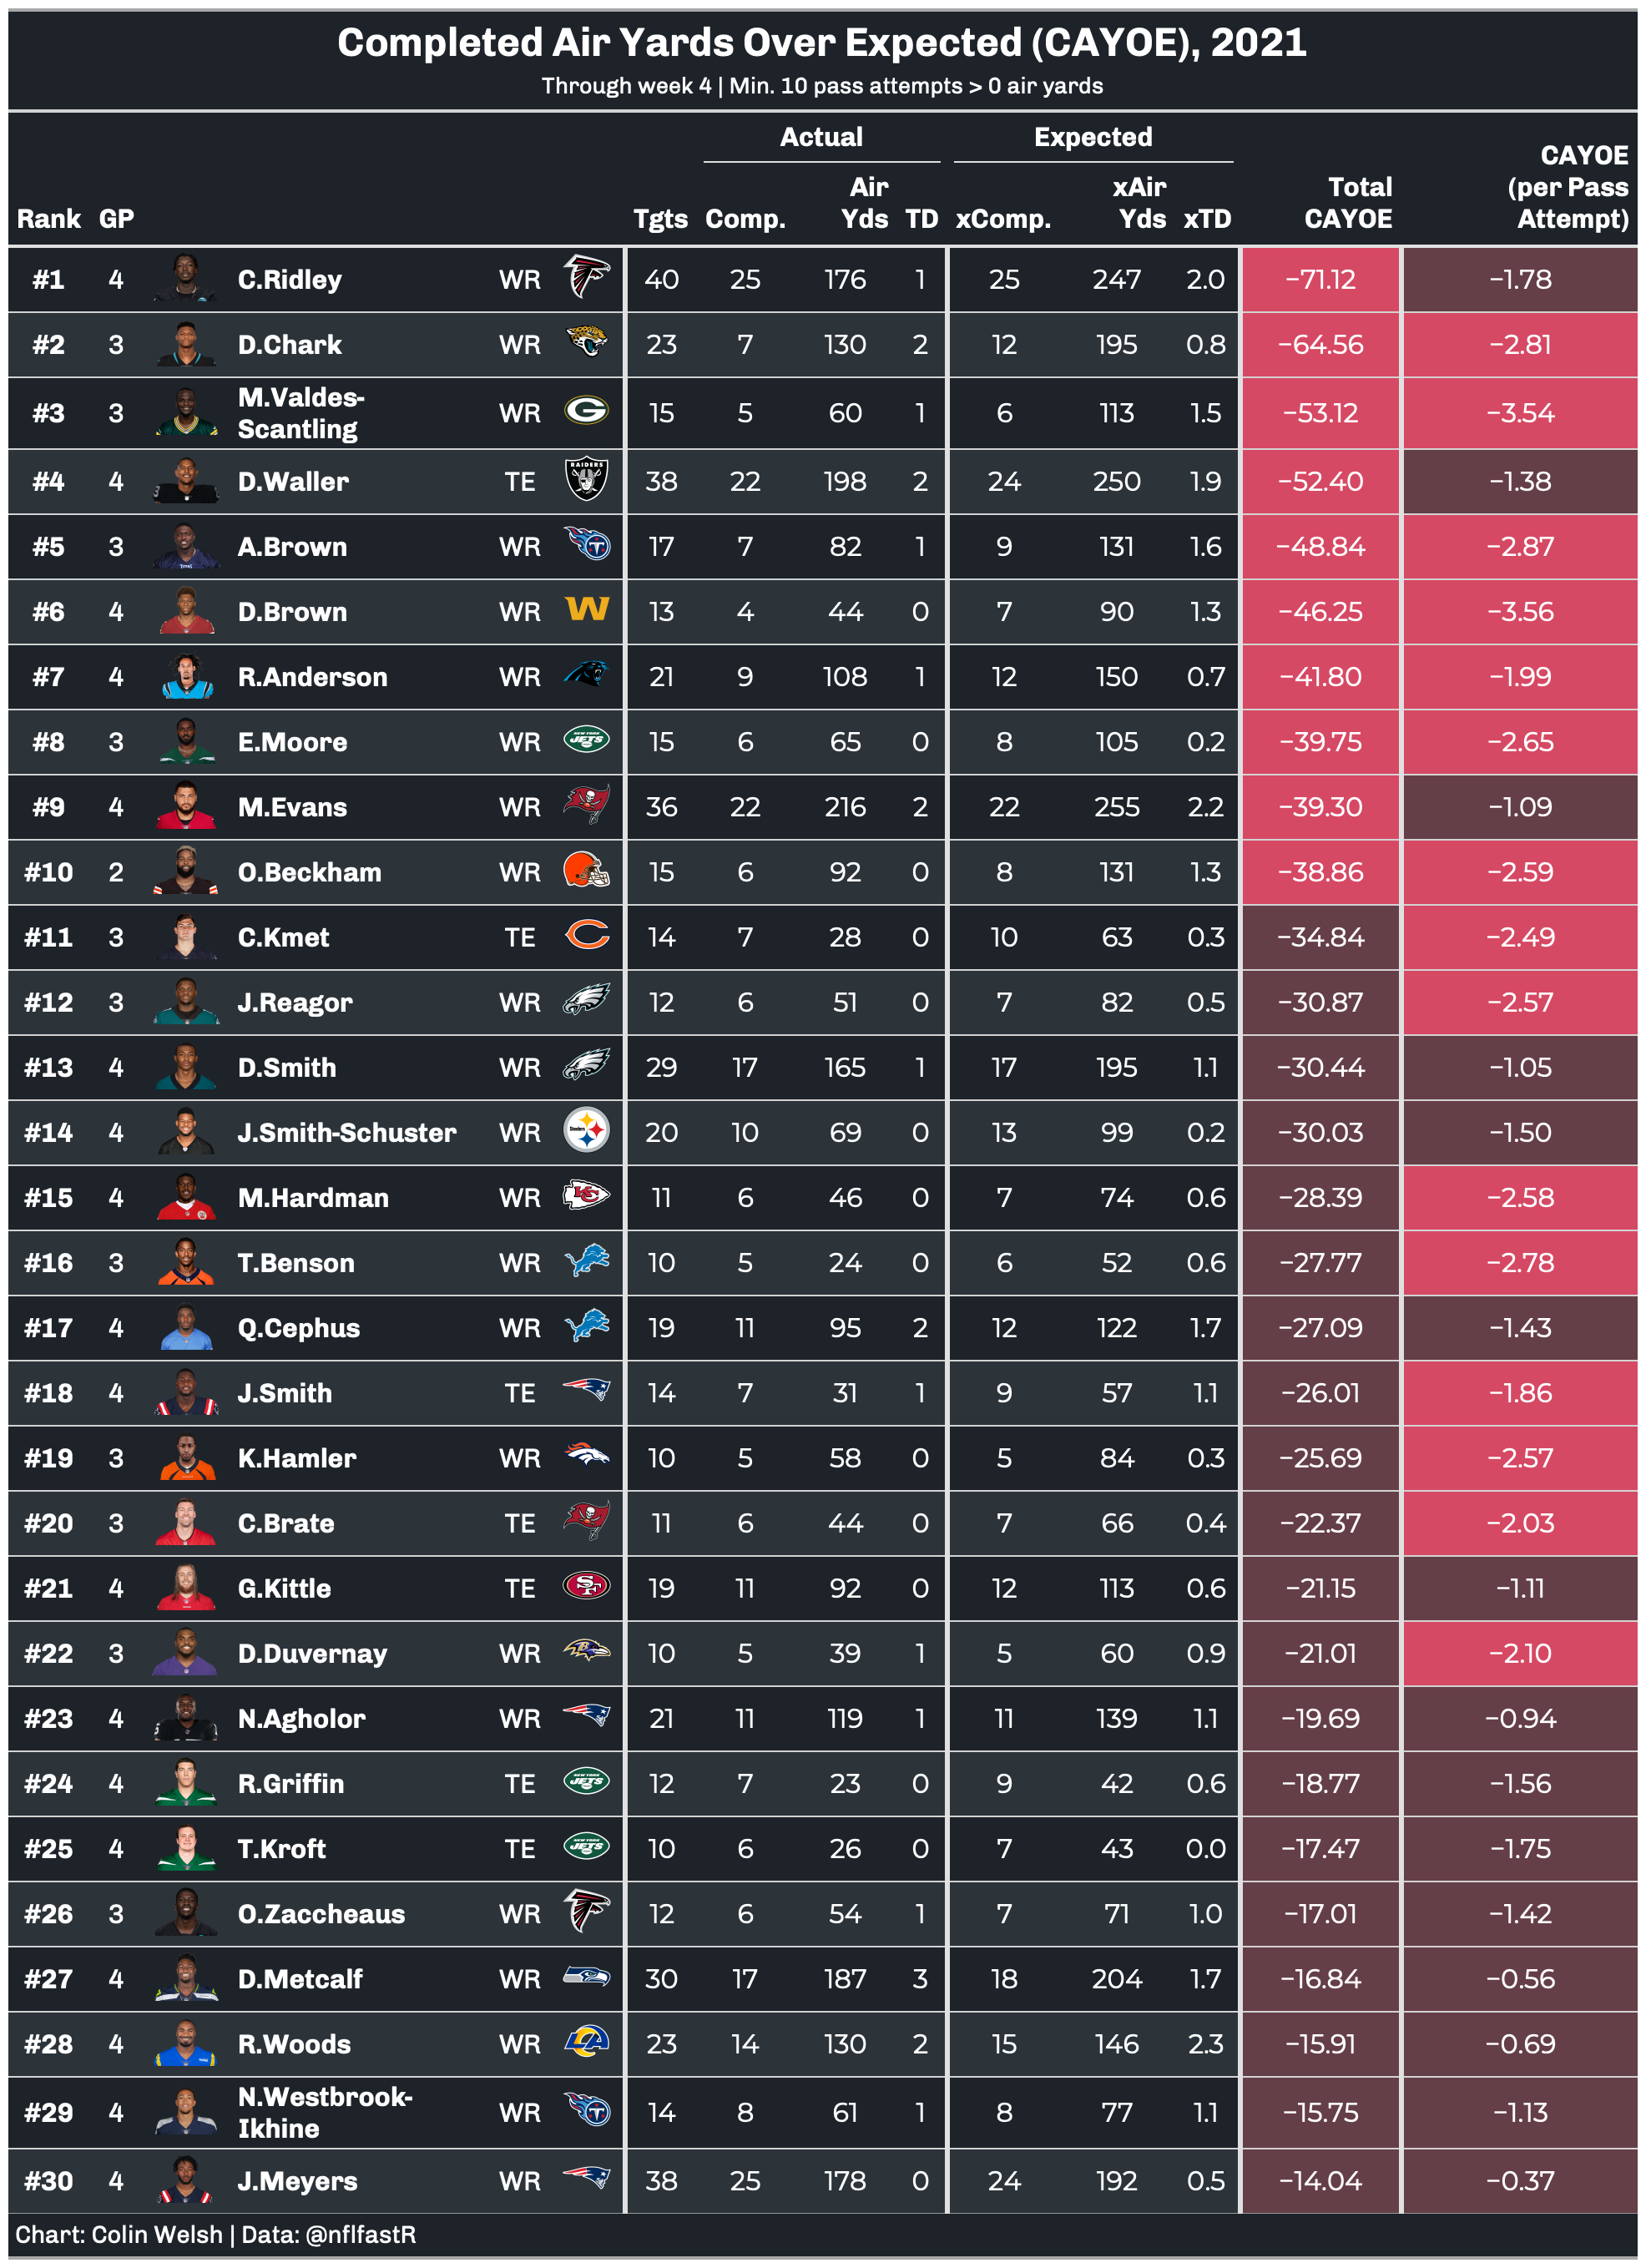 Completed Air Yards Over Expected (CAYOE), 2021
Through week 4 | Min. 10 pass attempts > 0 air yards
Actual Expected
Rank GP Tgts Comp. Air Yds TD xComp. xAir Yds xTD Total CAYOE CAYOE (per Pass Attempt)
#1 4 C.Ridley WR 40 25 176 1 25 247 2.0 −71.12 −1.78
#2 3 D.Chark WR 23 7 130 2 12 195 0.8 −64.56 −2.81
#3 3 M.Valdes-Scantling WR 15 5 60 1 6 113 1.5 −53.12 −3.54
#4 4 D.Waller TE RAIDERS 38 22 198 2 24 250 1.9 −52.40 −1.38
#5 3 A.Brown WR 17 7 82 1 9 131 1.6 −48.84 −2.87
#6 4 D.Brown WR W 13 4 44 0 7 90 1.3 −46.25 −3.56
#7 4 R.Anderson WR 21 9 108 1 12 150 0.7 −41.80 −1.99
#8 3 E.Moore WR JETS 15 6 65 0 8 105 0.2 −39.75 −2.65
#9 4 M.Evans WR 36 22 216 2 22 255 2.2 −39.30 −1.09
#10 2 O.Beckham WR 15 6 92 0 8 131 1.3 −38.86 −2.59
#11 3 C.Kmet TE 14 7 28 0 10 63 0.3 −34.84 −2.49
#12 3 J.Reagor WR 12 6 51 0 7 82 0.5 −30.87 −2.57
#13 4 D.Smith WR 29 17 165 1 17 195 1.1 −30.44 −1.05
#14 4 J.Smith-Schuster WR Steelers 20 10 69 0 13 99 0.2 −30.03 −1.50
#15 4 M.Hardman WR KC 11 6 46 0 7 74 0.6 −28.39 −2.58
#16 3 T.Benson WR 10 5 24 0 6 52 0.6 −27.77 −2.78
#17 4 Q.Cephus WR 19 11 95 2 12 122 1.7 −27.09 −1.43
#18 4 J.Smith TE 14 7 31 1 9 57 1.1 −26.01 −1.86
#19 3 K.Hamler WR 10 5 58 0 5 84 0.3 −25.69 −2.57
#20 3 C.Brate TE 11 6 44 0 7 66 0.4 −22.37 −2.03
#21 4 G.Kittle TE SF 19 11 92 0 12 113 0.6 −21.15 −1.11
#22 3 D.Duvernay WR 10 5 39 1 5 60 0.9 −21.01 −2.10
#23 4 N.Agholor WR 21 11 119 1 11 139 1.1 −19.69 −0.94
#24 4 R.Griffin TE JETS 12 7 23 0 9 42 0.6 −18.77 −1.56
#25 4 T.Kroft TE JETS 10 6 26 0 7 43 0.0 −17.47 −1.75
#26 3 O.Zaccheaus WR 12 6 54 1 7 71 1.0 −17.01 −1.42
#27 4 D.Metcalf WR 30 17 187 3 18 204 1.7 −16.84 −0.56
#28 4 R.Woods WR LA 23 14 130 2 15 146 2.3 −15.91 −0.69
#29 4 N.Westbrook-Ikhine WR 14 8 61 1 8 77 1.1 −15.75 −1.13
#30 4 J.Meyers WR 38 25 178 0 24 192 0.5 −14.04 −0.37
Chart: Colin Welsh | Data: @nflfastR